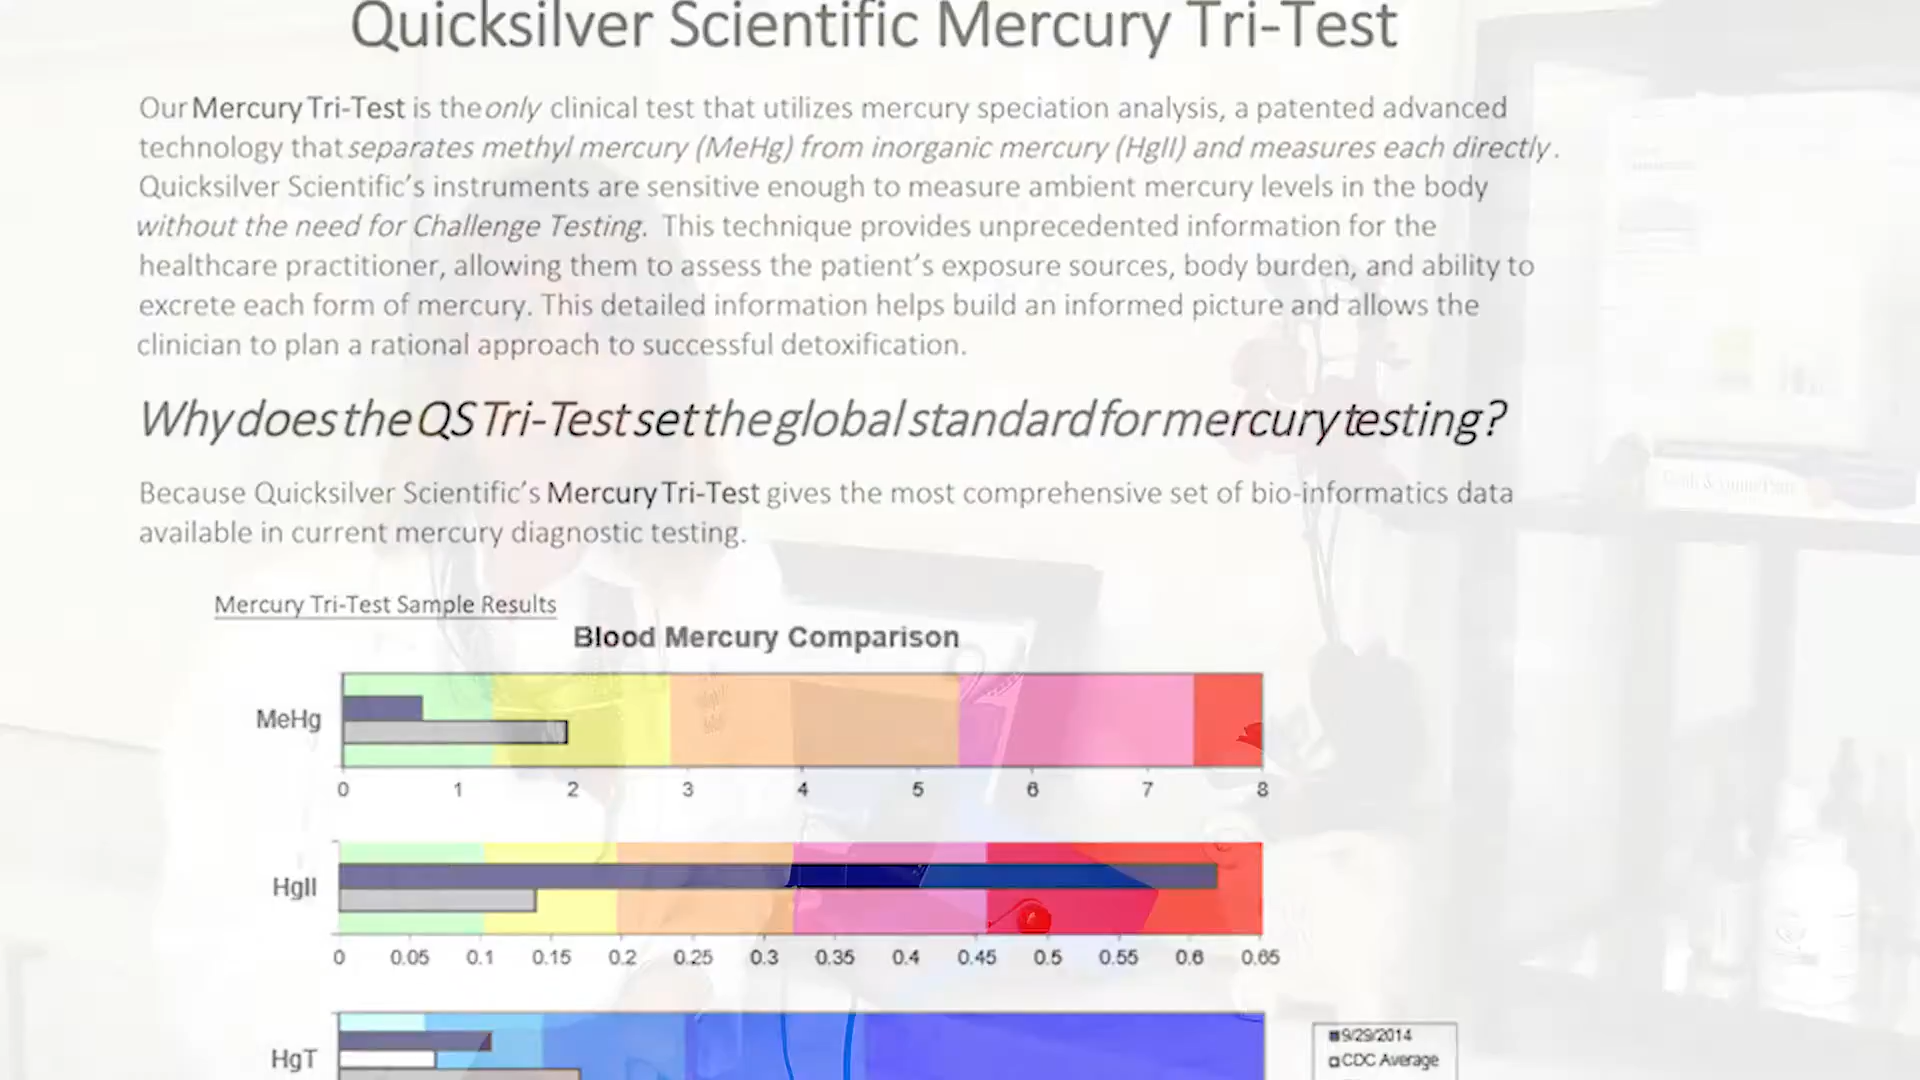 Quicksilver Scientific Mercury Tri-Test
Our Mercury Tri-Test is the only clinical test that utilizes mercury speciation analysis, a patented advanced
technology that separates methyl mercury (MeHg) from inorganic mercury (HgII) and measures each directly.
Quicksilver Scientific's instruments are sensitive enough to measure ambient mercury levels in the body
without the need for Challenge Testing. This technique provides unprecedented information for the
healthcare practitioner, allowing them to assess the patient's exposure sources, body burden, and ability to
excrete each form of mercury. This detailed information helps build an informed picture and allows the
clinician to plan a rational approach to successful detoxification.
Why does the QS Tri-Test set the global standard for mercury testing?
Because Quicksilver Scientific's Mercury Tri-Test gives the most comprehensive set of bio-informatics data
available in current mercury diagnostic testing.
Mercury Tri-Test Sample Results
Blood Mercury Comparison
MeHg
0 1 2 3 4 5 6 7 8
HgII
0 0.05 0.1 0.15 0.2 0.25 0.3 0.35 0.4 0.45 0.5 0.55 0.6 0.65
HgT
9/29/2014
CDC Average